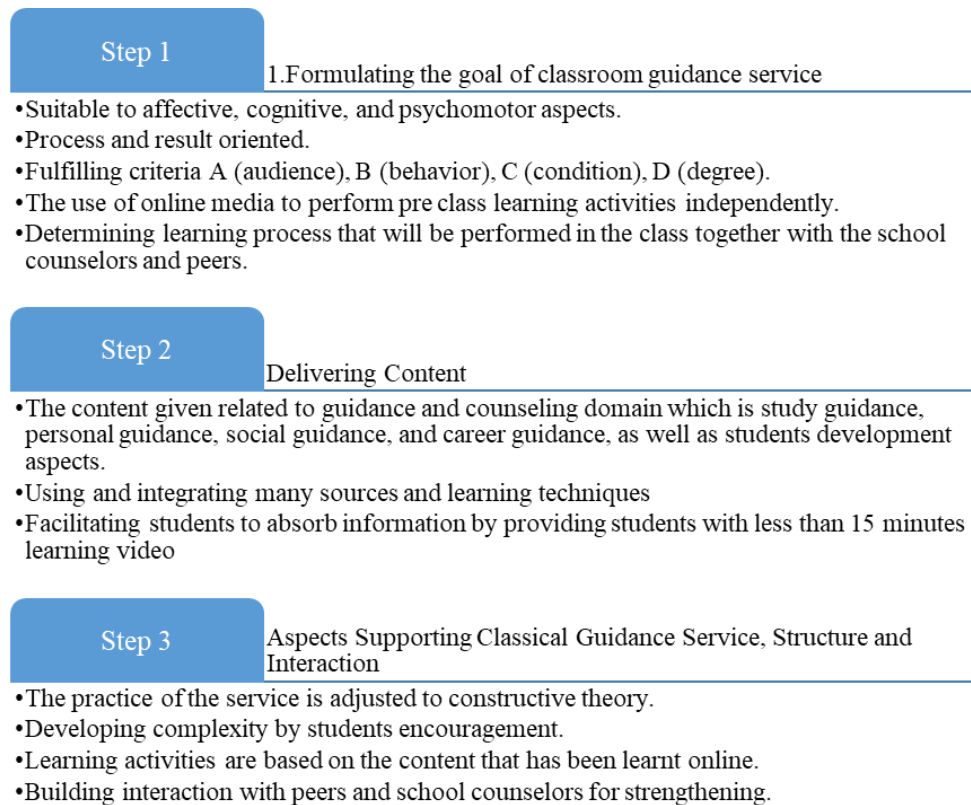 Step 1
1.Formulating the goal of classroom guidance service
•Suitable to affective, cognitive, and psychomotor aspects.
•Process and result oriented.
•Fulfilling criteria A (audience), B (behavior), C (condition), D (degree).
•The use of online media to perform pre class learning activities independently.
•Determining learning process that will be performed in the class together with the school
counselors and peers.
Step 2
Delivering Content
•The content given related to guidance and counseling domain which is study guidance,
personal guidance, social guidance, and career guidance, as well as students development
aspects.
•Using and integrating many sources and learning techniques
•Facilitating students to absorb information by providing students with less than 15 minutes
learning video
Step 3
Aspects Supporting Classical Guidance Service, Structure and
Interaction
•The practice of the service is adjusted to constructive theory.
•Developing complexity by students encouragement.
•Learning activities are based on the content that has been learnt online.
•Building interaction with peers and school counselors for strengthening.